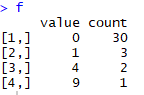 > f
     value count
[1,]     0    30
[2,]     1     3
[3,]     4     2
[4,]     9     1